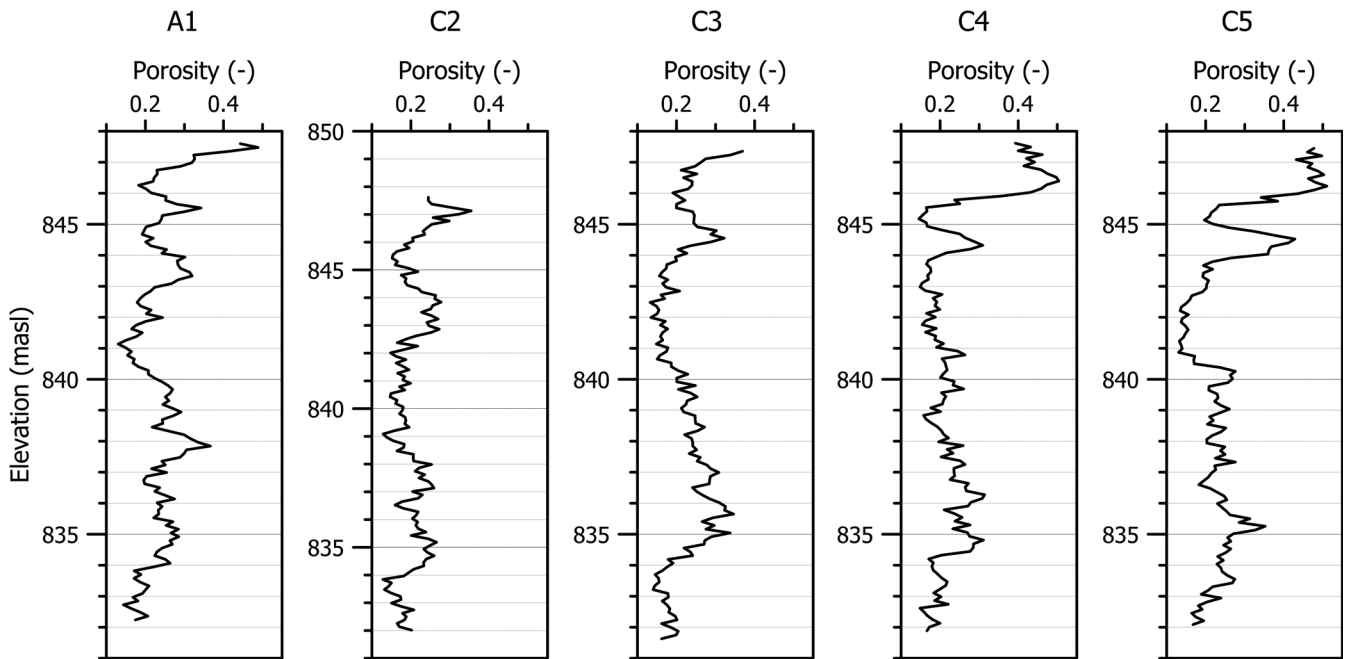 A1 C2 C3 C4 C5
Porosity (-) Porosity (-) Porosity (-) Porosity (-) Porosity (-)
0.2 0.4 0.2 0.4 0.2 0.4 0.2 0.4 0.2 0.4
850
845 845 845 845
845
840 840 840 840
840
835 835 835 835
835
Elevation (masl)